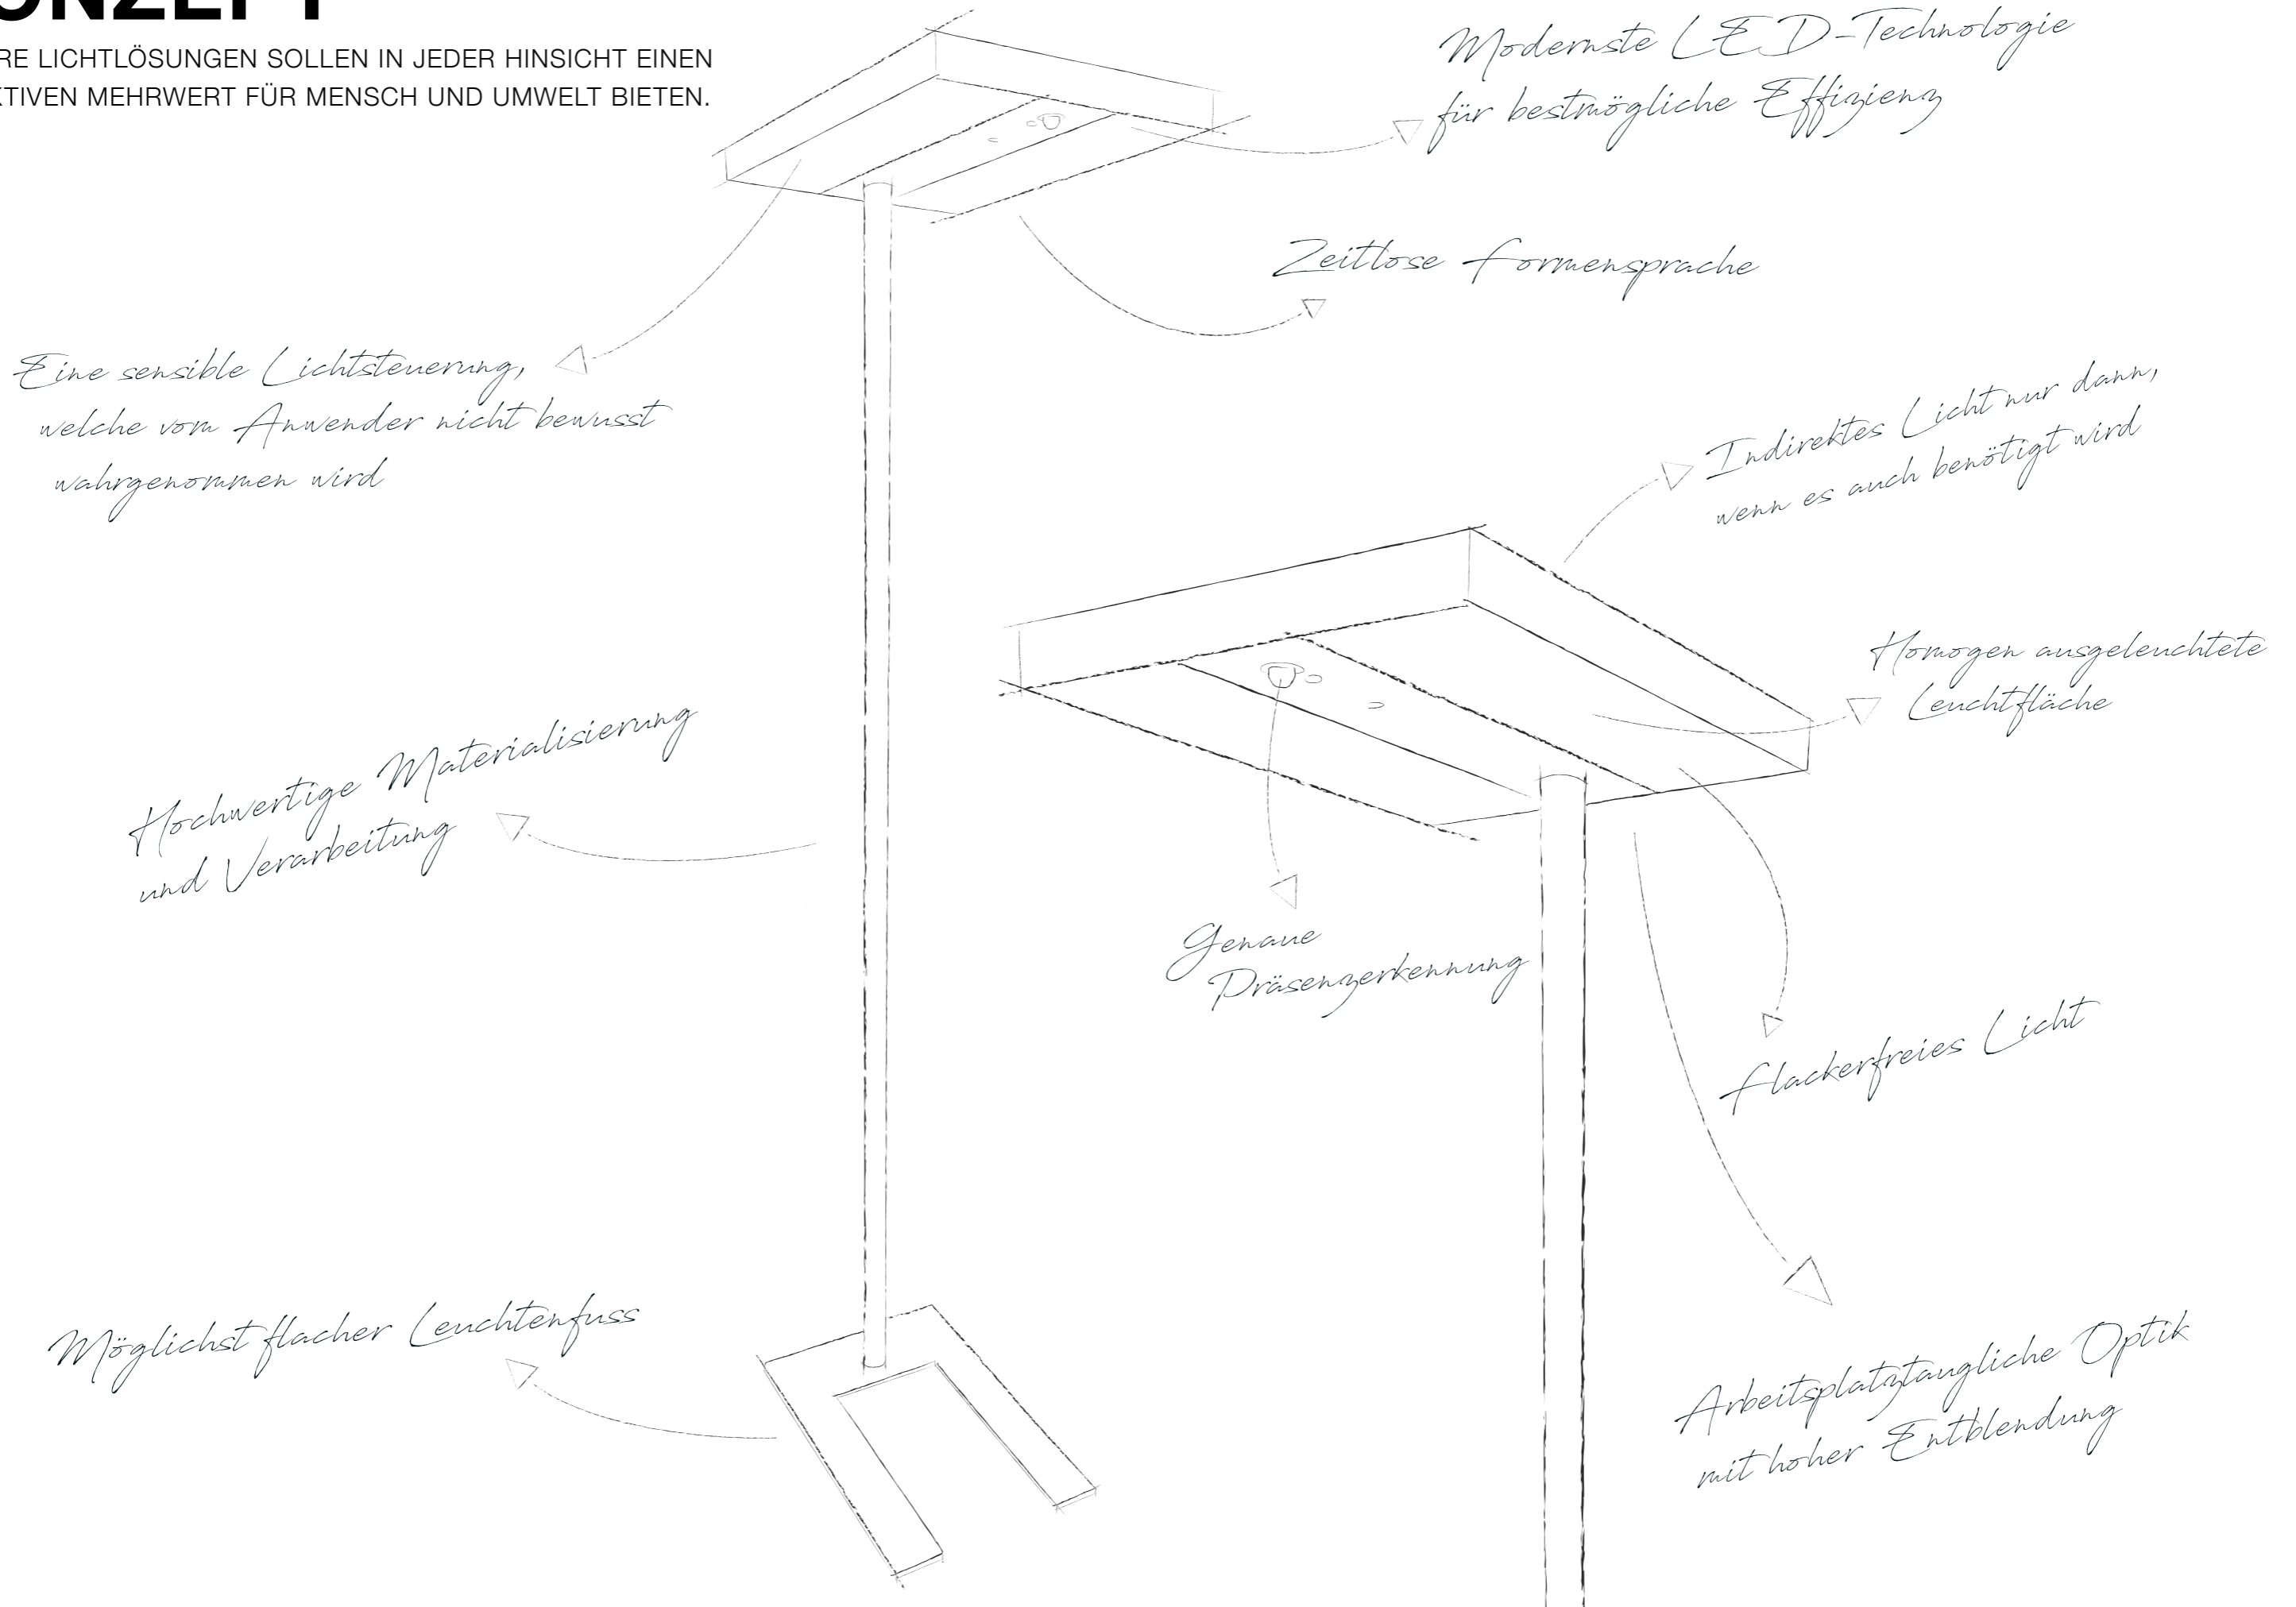 ONZEPT
RE LICHTLÖSUNGEN SOLLEN IN JEDER HINSICHT EINEN
KTIVEN MEHRWERT FÜR MENSCH UND UMWELT BIETEN.
Modernste LED-Technologie
für bestmögliche Effizienz
Zeitlose Formensprache
Eine sensible Lichtsteuerung,
welche vom Anwender nicht bewusst
wahrgenommen wird
Indirektes Licht nur dann,
wenn es auch benötigt wird
Homogen ausgeleuchtete
Leuchtfläche
Hochwertige Materialisierung
und Verarbeitung
Genaue
Präsenzerkennung
Flackerfreies Licht
Möglichst flacher Leuchtenfuss
Arbeitsplatztaugliche Optik
mit hoher Entblendung